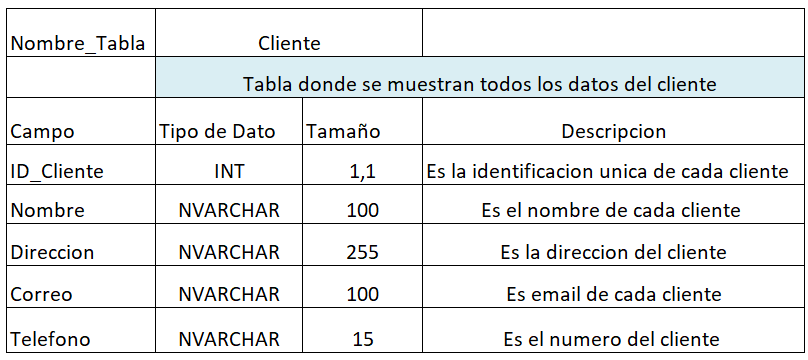 Nombre_Tabla Cliente
Tabla donde se muestran todos los datos del cliente
Campo Tipo de Dato Tamaño Descripcion
ID_Cliente INT 1,1 Es la identificacion unica de cada cliente
Nombre NVARCHAR 100 Es el nombre de cada cliente
Direccion NVARCHAR 255 Es la direccion del cliente
Correo NVARCHAR 100 Es email de cada cliente
Telefono NVARCHAR 15 Es el numero del cliente